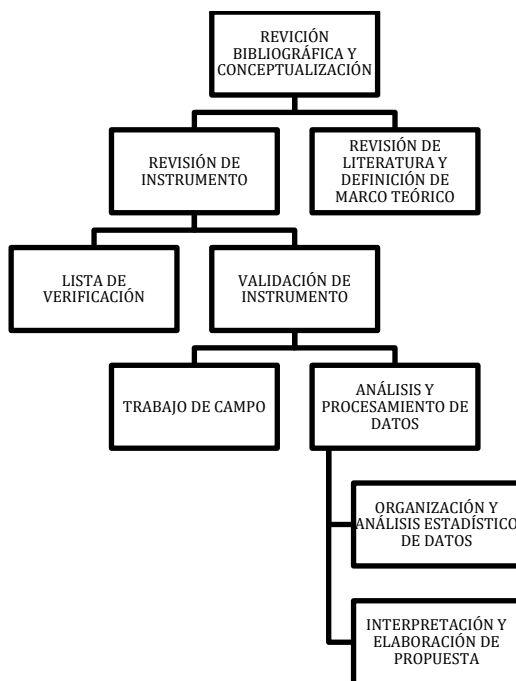 REVICIÓN
BIBLIOGRÁFICA Y
CONCEPTUALIZACIÓN
REVISIÓN DE
INSTRUMENTO
REVISIÓN DE
LITERATURA Y
DEFINICIÓN DE
MARCO TEÓRICO
LISTA DE
VERIFICACIÓN
VALIDACIÓN DE
INSTRUMENTO
TRABAJO DE CAMPO
ANÁLISIS Y
PROCESAMIENTO DE
DATOS
ORGANIZACIÓN Y
ANÁLISIS ESTADÍSTICO
DE DATOS
INTERPRETACIÓN Y
ELABORACIÓN DE
PROPUESTA